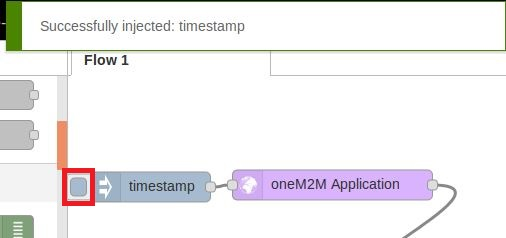 Successfully injected: timestamp
Flow 1
timestamp
oneM2M Application